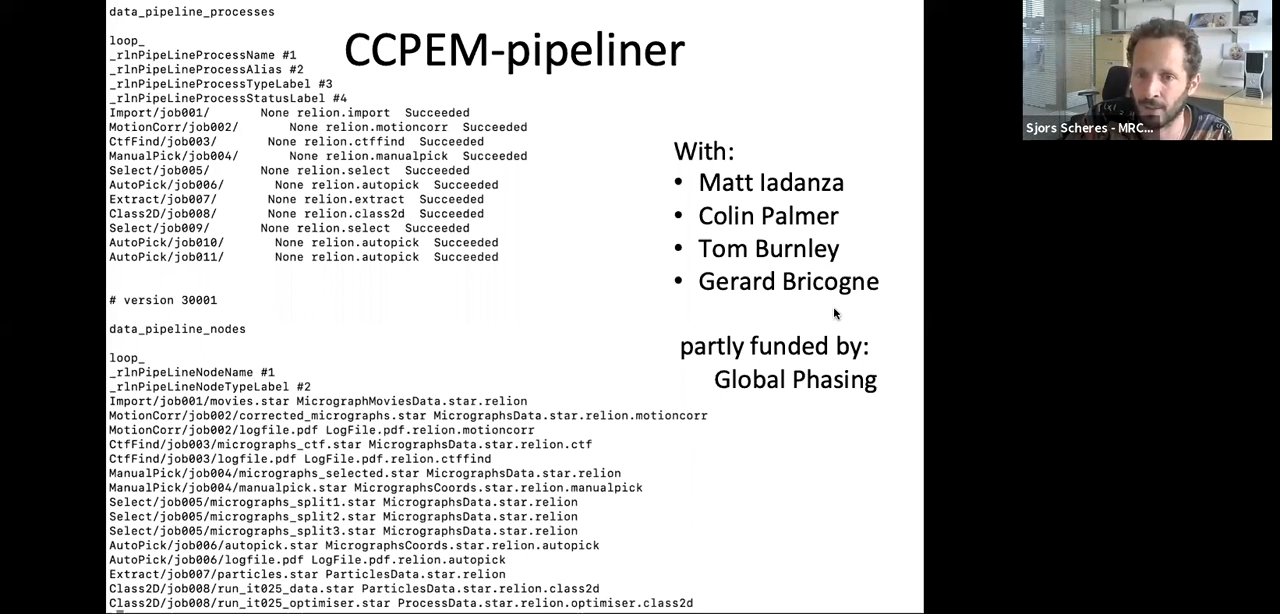 data_pipeline_processes
CCPEM-pipeliner
loop_
_rlnPipeLineProcessName #1
_rlnPipeLineProcessAlias #2
_rlnPipeLineProcessTypeLabel #3
_rlnPipeLineProcessStatusLabel #4
Import/job001/ None relion.import Succeeded
MotionCorr/job002/ None relion.motioncorr Succeeded
CtfFind/job003/ None relion.ctffind Succeeded
ManualPick/job004/ None relion.manualpick Succeeded
Select/job005/ None relion.select Succeeded
AutoPick/job006/ None relion.autopick Succeeded
Extract/job007/ None relion.extract Succeeded
Class2D/job008/ None relion.class2d Succeeded
Select/job009/ None relion.select Succeeded
AutoPick/job010/ None relion.autopick Succeeded
AutoPick/job011/ None relion.autopick Succeeded
# version 30001
data_pipeline_nodes
loop_
_rlnPipeLineNodeName #1
_rlnPipeLineNodeTypeLabel #2
Import/job001/movies.star MicrographMoviesData.star.relion
MotionCorr/job002/corrected_micrographs.star MicrographsData.star.relion.motioncorr
MotionCorr/job002/logfile.pdf LogFile.pdf.relion.motioncorr
CtfFind/job003/micrographs_ctf.star MicrographsData.star.relion.ctf
CtfFind/job003/logfile.pdf LogFile.pdf.relion.ctffind
ManualPick/job004/micrographs_selected.star MicrographsData.star.relion
ManualPick/job004/manualpick.star MicrographsCoords.star.relion.manualpick
Select/job005/micrographs_split1.star MicrographsData.star.relion
Select/job005/micrographs_split2.star MicrographsData.star.relion
Select/job005/micrographs_split3.star MicrographsData.star.relion
AutoPick/job006/autopick.star MicrographsCoords.star.relion.autopick
AutoPick/job006/logfile.pdf LogFile.pdf.relion.autopick
Extract/job007/particles.star ParticlesData.star.relion
Class2D/job008/run_it025_data.star ParticlesData.star.relion.class2d
Class2D/job008/run_it025_optimiser.star ProcessData.star.relion.optimiser.class2d
With:
• Matt Iadanza
• Colin Palmer
• Tom Burnley
• Gerard Bricogne
partly funded by:
Global Phasing
Sjors Scheres - MRC...